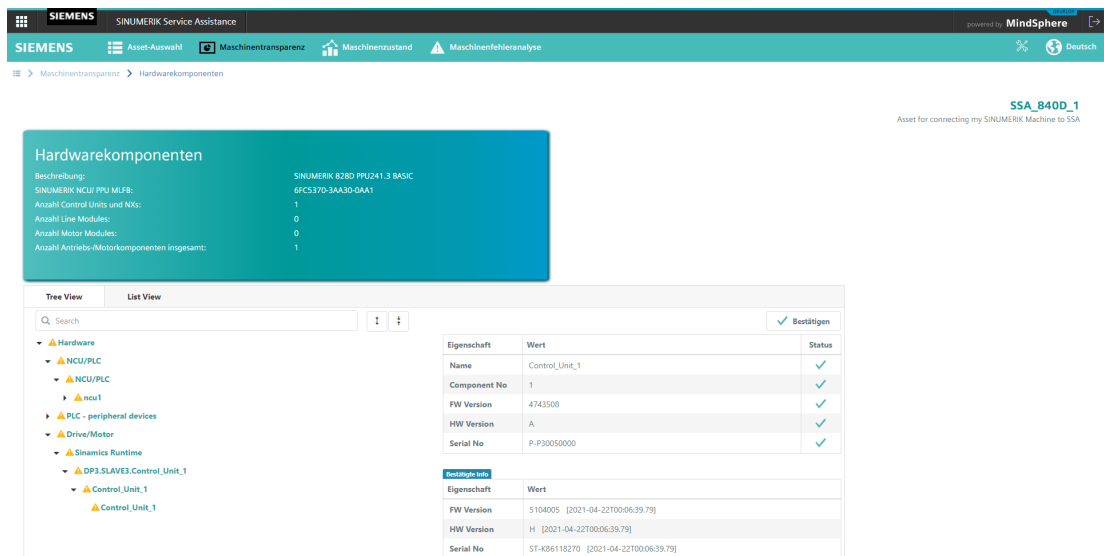 SIEMENS
SINUMERIK Service Assistance
DEVELOP
powered by MindSphere
SIEMENS
Asset-Auswahl
Maschinentransparenz
Maschinenzustand
Maschinenfehleranalyse
Deutsch
Maschinentransparenz > Hardwarekomponenten
SSA_840D_1
Asset for connecting my SINUMERIK Machine to SSA
Hardwarekomponenten
Beschreibung: SINUMERIK 828D PPU241.3 BASIC
SINUMERIK NCU/ PPU MLFB: 6FC5370-3AA30-0AA1
Anzahl Control Units und NXs: 1
Anzahl Line Modules: 0
Anzahl Motor Modules: 0
Anzahl Antriebs-/Motorkomponenten insgesamt: 1
Tree View
List View
Search
Bestätigen
Hardware
NCU/PLC
NCU/PLC
ncu1
PLC - peripheral devices
Drive/Motor
Sinamics Runtime
DP3.SLAVE3.Control_Unit_1
Control_Unit_1
Control_Unit_1
Eigenschaft Wert Status
Name Control_Unit_1
Component No 1
FW Version 4743508
HW Version A
Serial No P-P30050000
Bestätigte Info
Eigenschaft Wert
FW Version 5104005 [2021-04-22T00:06:39.79]
HW Version H [2021-04-22T00:06:39.79]
Serial No ST-K86118270 [2021-04-22T00:06:39.79]